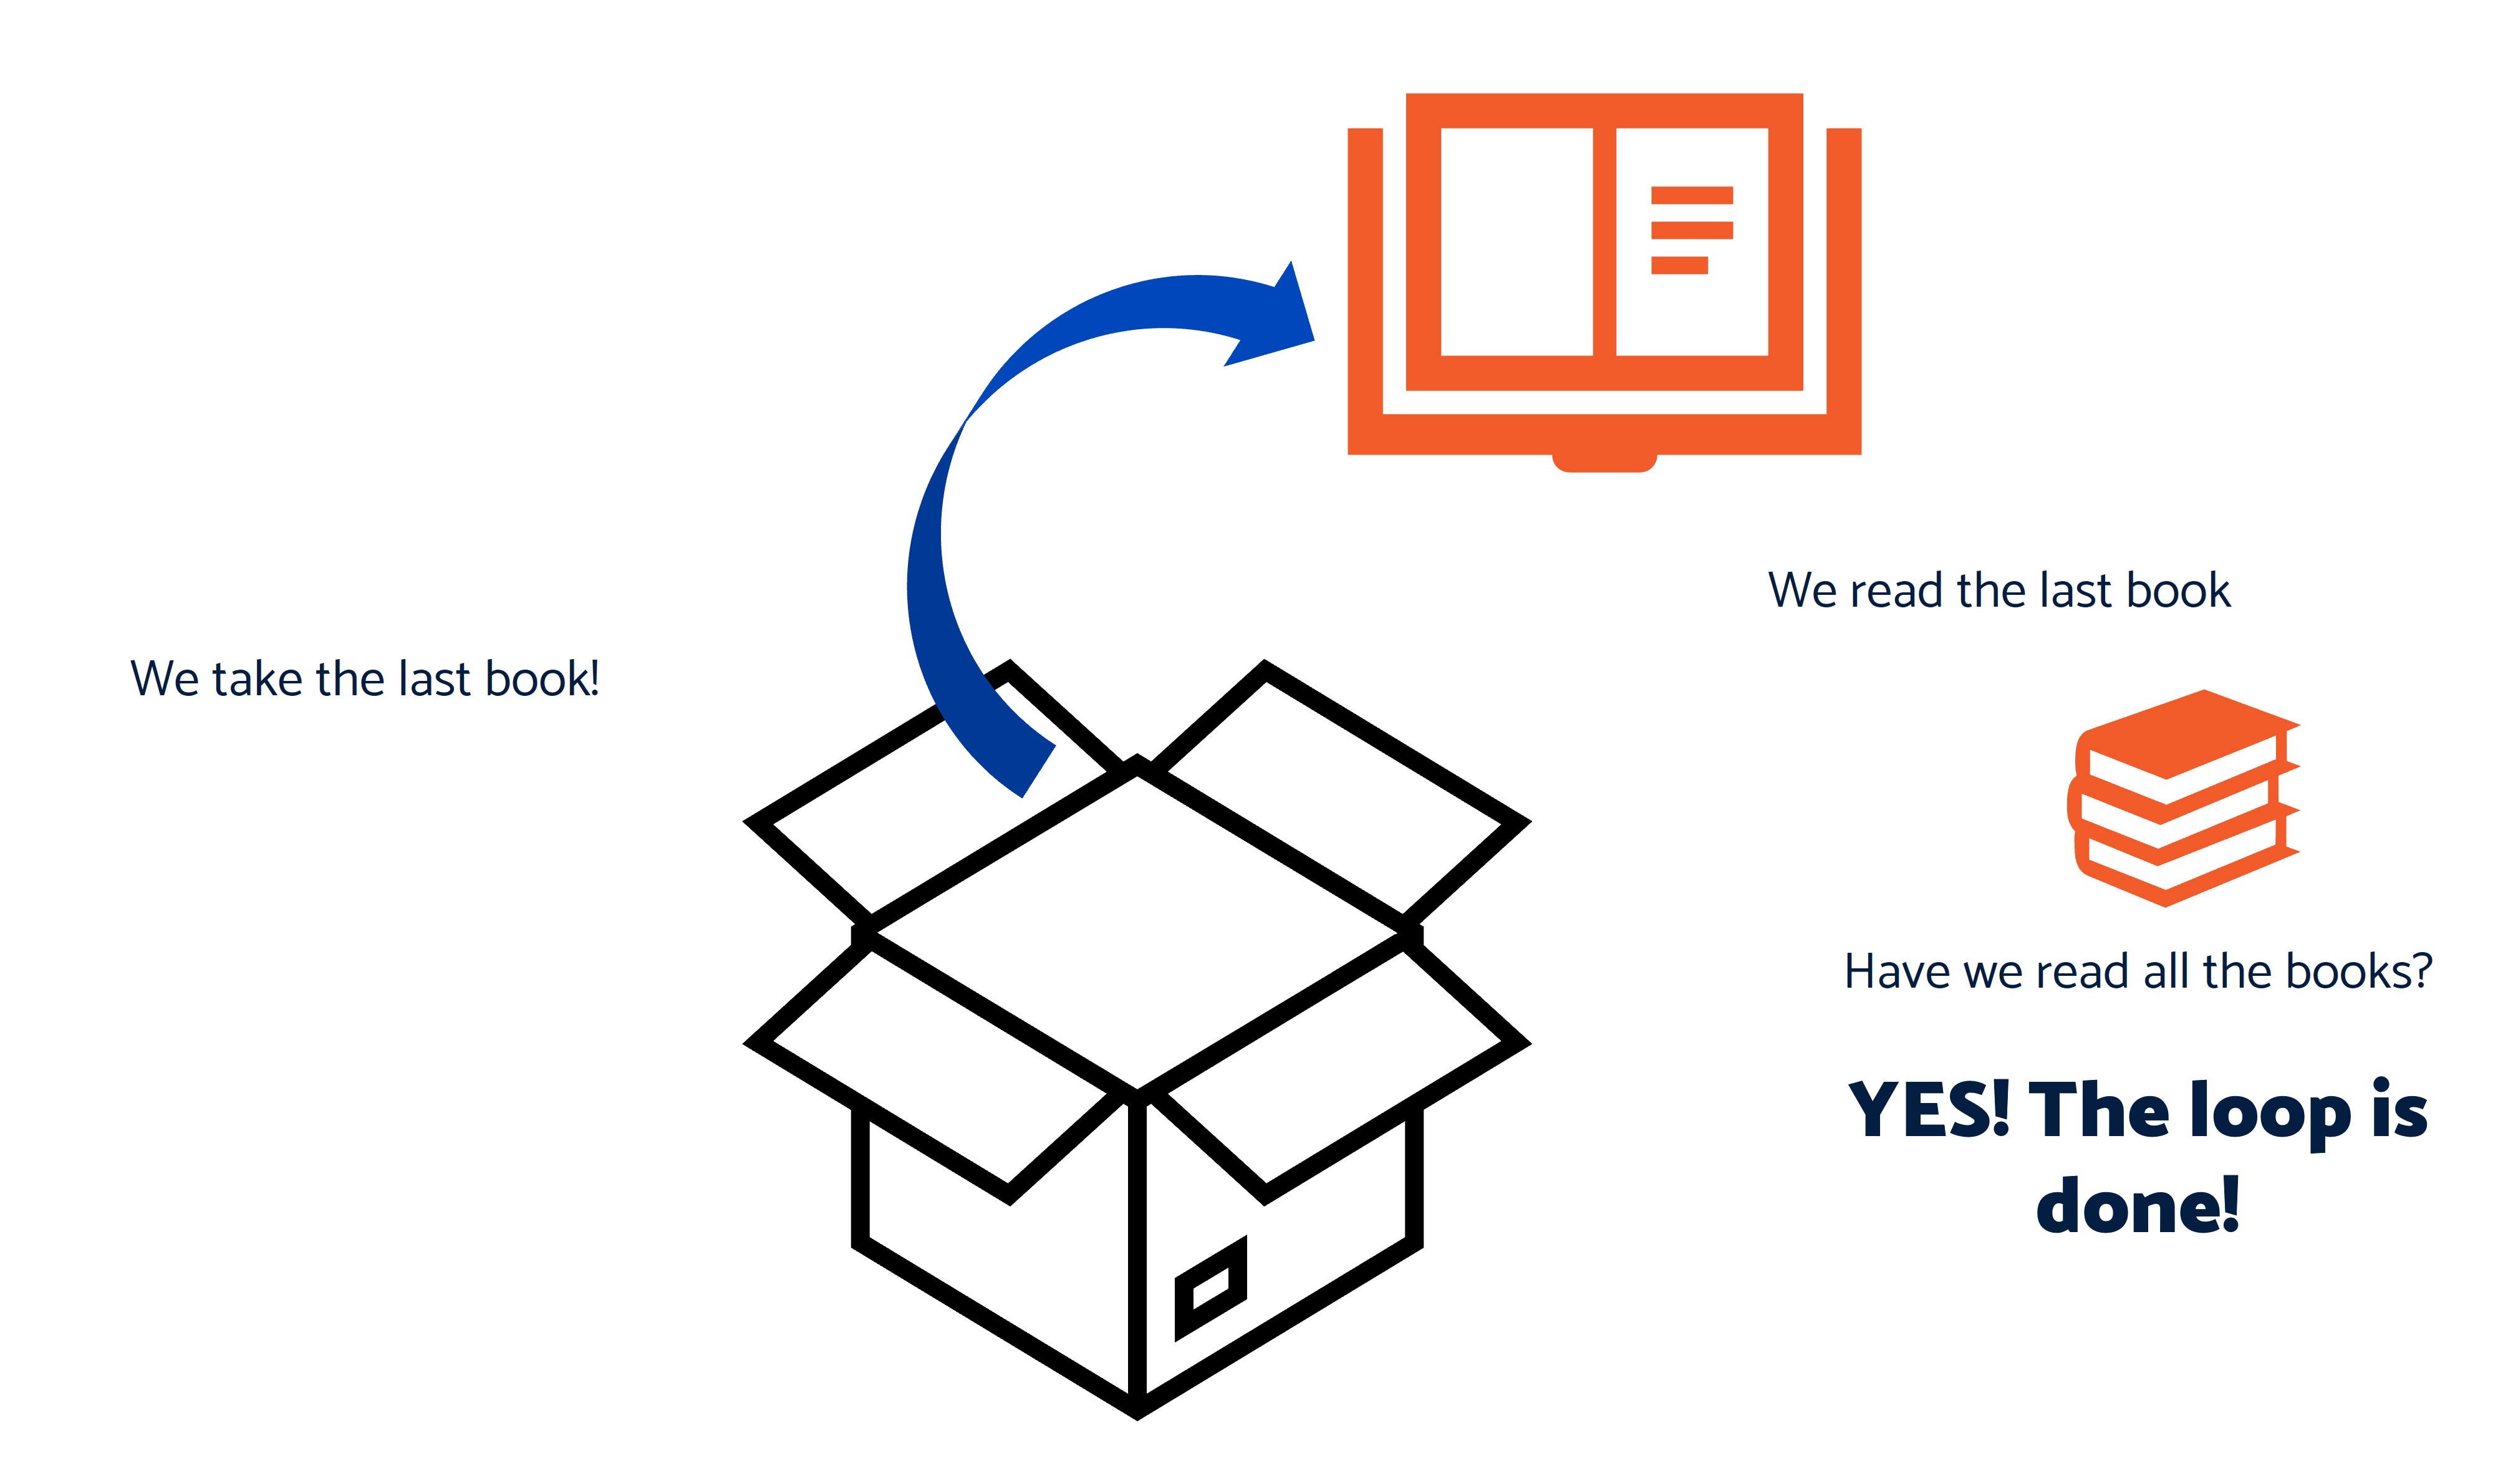 We read the last book
We take the last book!
Have we read all the books?
YES! The loop is
done!